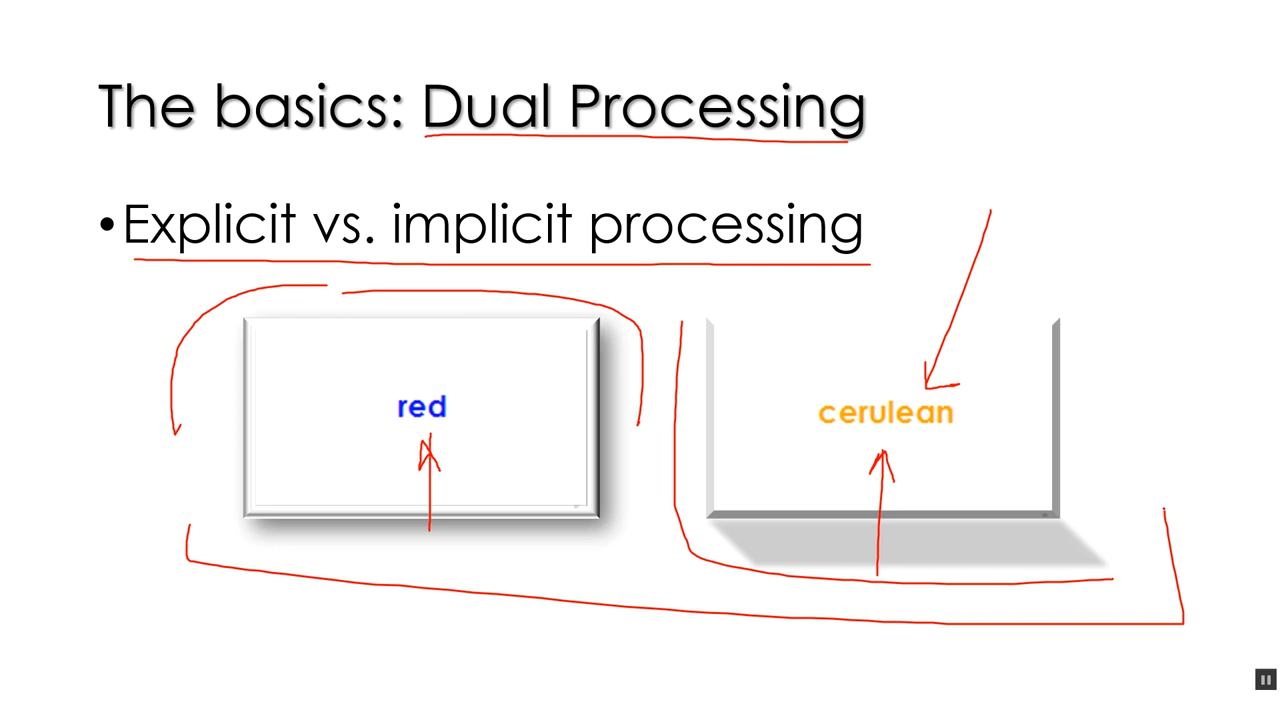 The basics: Dual Processing
•Explicit vs. implicit processing
red
cerulean